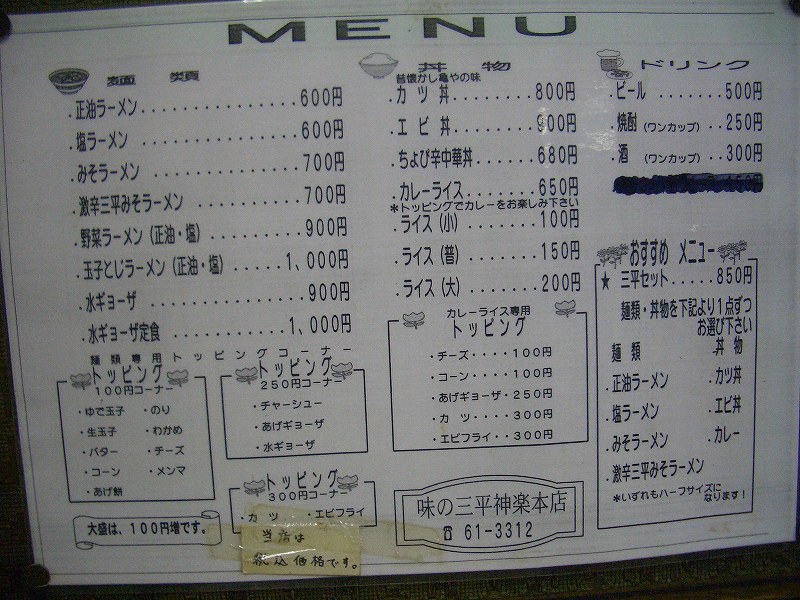 MENU
麺 類
.正油ラーメン...............600円
.塩ラーメン ...............600円
.みそラーメン .............700円
.激辛三平みそラーメン .........700円
.野菜ラーメン(正油・塩) .........900円
.玉子とじラーメン(正油・塩) ......1、000円
.水ギョーザ ................900円
.水ギョーザ定食 ............1、000円
麺類専用トッピングコーナー
トッピング
100円コーナー
・ゆで玉子 ・のり
・生玉子 ・わかめ
・バター ・チーズ
・コーン ・メンマ
・あげ餅
トッピング
250円コーナー
・チャーシュー
・あげギョーザ
・水ギョーザ
トッピング
300円コーナー
・カツ ・エビフライ
大盛は、100円増です。
当店は
税込価格です。
丼 物
昔懐かし亀やの味
.カツ丼........800円
.エビ丼 ........900円
.ちょび辛中華丼......680円
.カレーライス.......650円
*トッピングでカレーをお楽しみ下さい
.ライス(小) .......100円
.ライス(普) .......150円
.ライス(大) .......200円
カレーライス専用
トッピング
・チーズ・・・・100円
・コーン・・・・100円
・あげギョーザ・250円
・カ ツ・・・・300円
・エビフライ・・300円
味の三平神楽本店
☎ 61-3312
ドリンク
.ビール ......500円
.焼酎(ワンカップ) ..250円
.酒 (ワンカップ) ..300円
おすすめ メニュー
★ 三平セット.....850円
麺類・丼物を下記より1点ずつ
お選び下さい
麺 類 丼 物
.正油ラーメン .カツ丼
.塩ラーメン .エビ丼
.みそラーメン .カレー
.激辛三平みそラーメン
*いずれもハーフサイズに
なります!